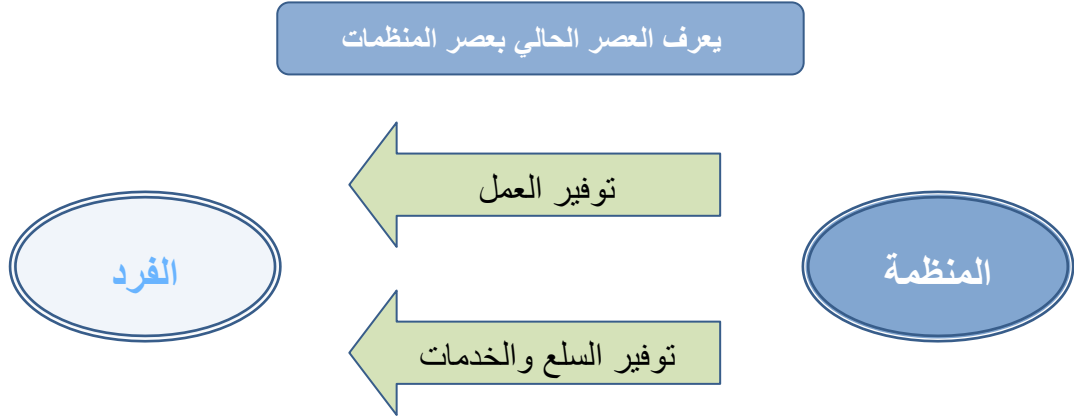 يعرف العصر الحالي بعصر المنظمات
توفير العمل
المنظمة
الفرد
توفير السلع والخدمات